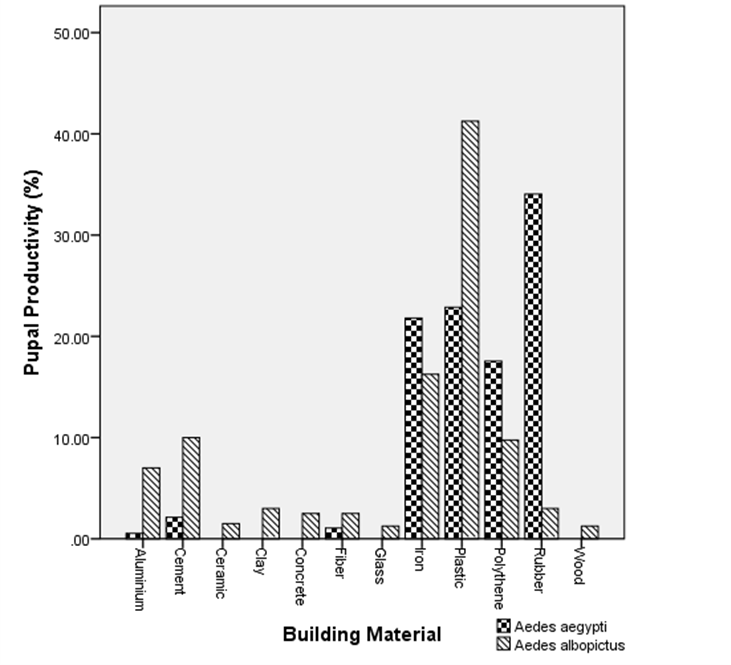 50.00
40.00
30.00
20.00
10.00
.00
Pupal Productivity (%)
Aluminium
Cement
Ceramic
Clay
Concrete
Fiber
Glass
Iron
Plastic
Polythene
Rubber
Wood
Building Material
Aedes aegypti
Aedes albopictus